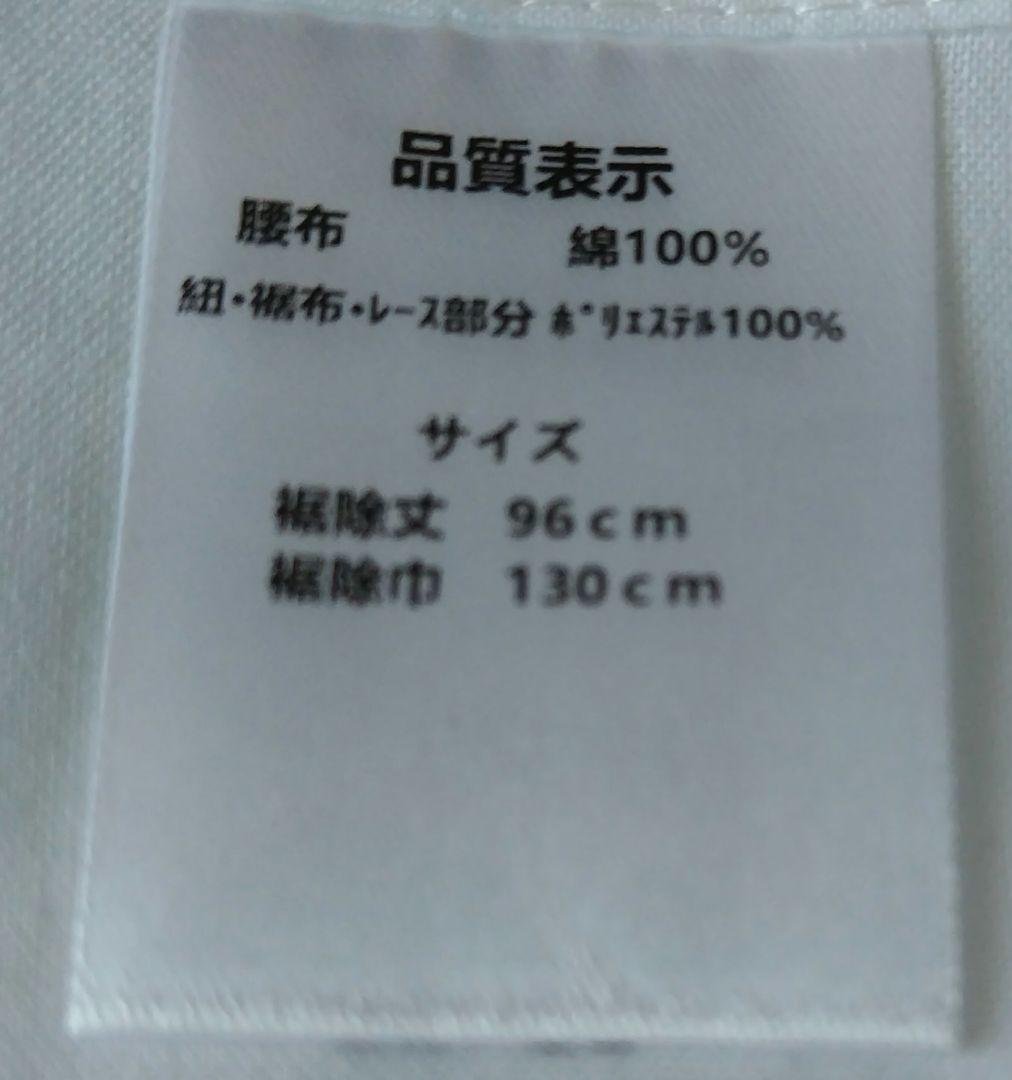 品質表示
腰布 綿100%
紐・裾布・ﾚｰｽ部分 ﾎﾟﾘｴｽﾃﾙ100%
サイズ
裾除丈 96cm
裾除巾 130cm